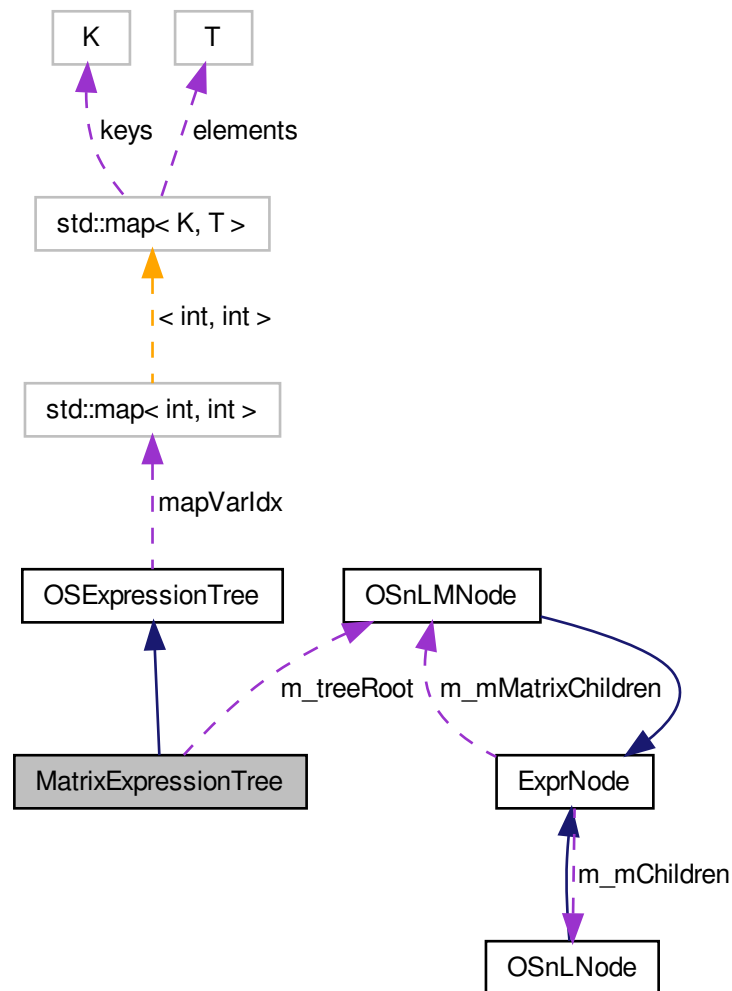 K
T
keys
elements
std::map< K, T >
< int, int >
std::map< int, int >
mapVarIdx
OSExpressionTree
OSnLMNode
m_treeRoot
m_mMatrixChildren
MatrixExpressionTree
ExprNode
m_mChildren
OSnLNode